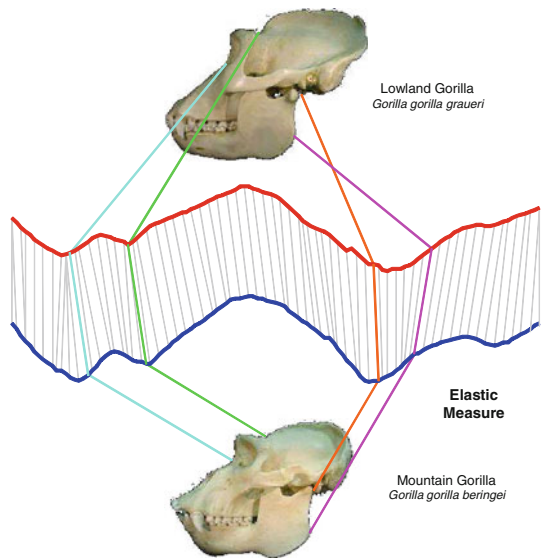 Lowland Gorilla
Gorilla gorilla graueri
Elastic
Measure
Mountain Gorilla
Gorilla gorilla beringei